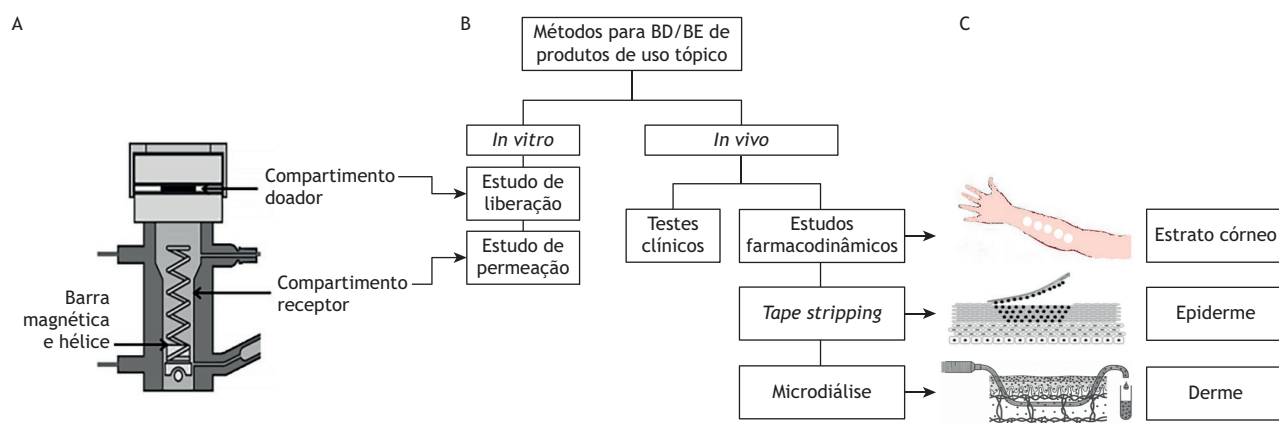 A
B
C
Métodos para BD/BE de
produtos de uso tópico
In vitro
In vivo
Compartimento
doador
Estudo de
liberação
Testes
clínicos
Estudos
farmacodinâmicos
Estrato córneo
Estudo de
permeação
Compartimento
receptor
Barra
magnética
e hélice
Tape stripping
Epiderme
Microdiálise
Derme